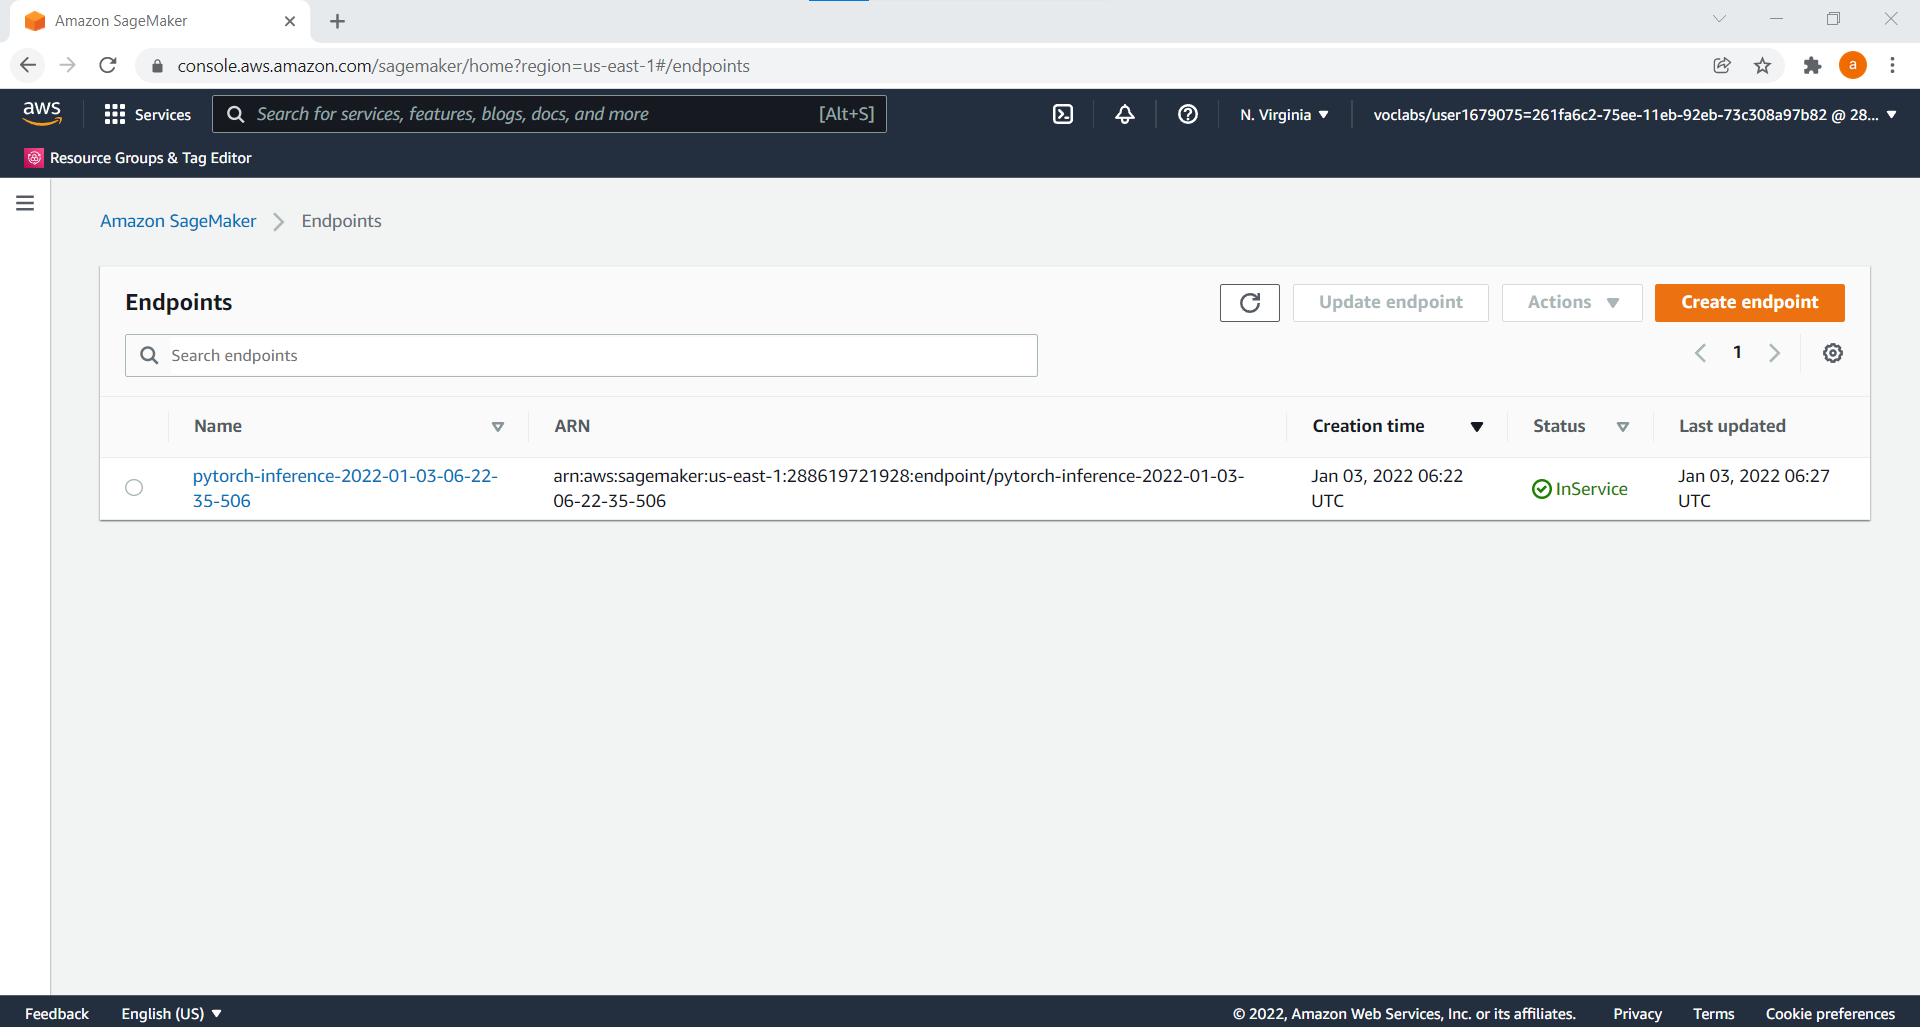 Amazon SageMaker
console.aws.amazon.com/sagemaker/home?region=us-east-1#/endpoints
a
aws
Services
Search for services, features, blogs, docs, and more
[Alt+S]
N. Virginia
voclabs/user1679075=261fa6c2-75ee-11eb-92eb-73c308a97b82 @ 28...
Resource Groups & Tag Editor
Amazon SageMaker
Endpoints
Endpoints
Update endpoint
Actions
Create endpoint
Search endpoints
1
Name
ARN
Creation time
Status
Last updated
pytorch-inference-2022-01-03-06-22-
35-506
arn:aws:sagemaker:us-east-1:288619721928:endpoint/pytorch-inference-2022-01-03-
06-22-35-506
Jan 03, 2022 06:22
UTC
InService
Jan 03, 2022 06:27
UTC
Feedback
English (US)
© 2022, Amazon Web Services, Inc. or its affiliates.
Privacy
Terms
Cookie preferences